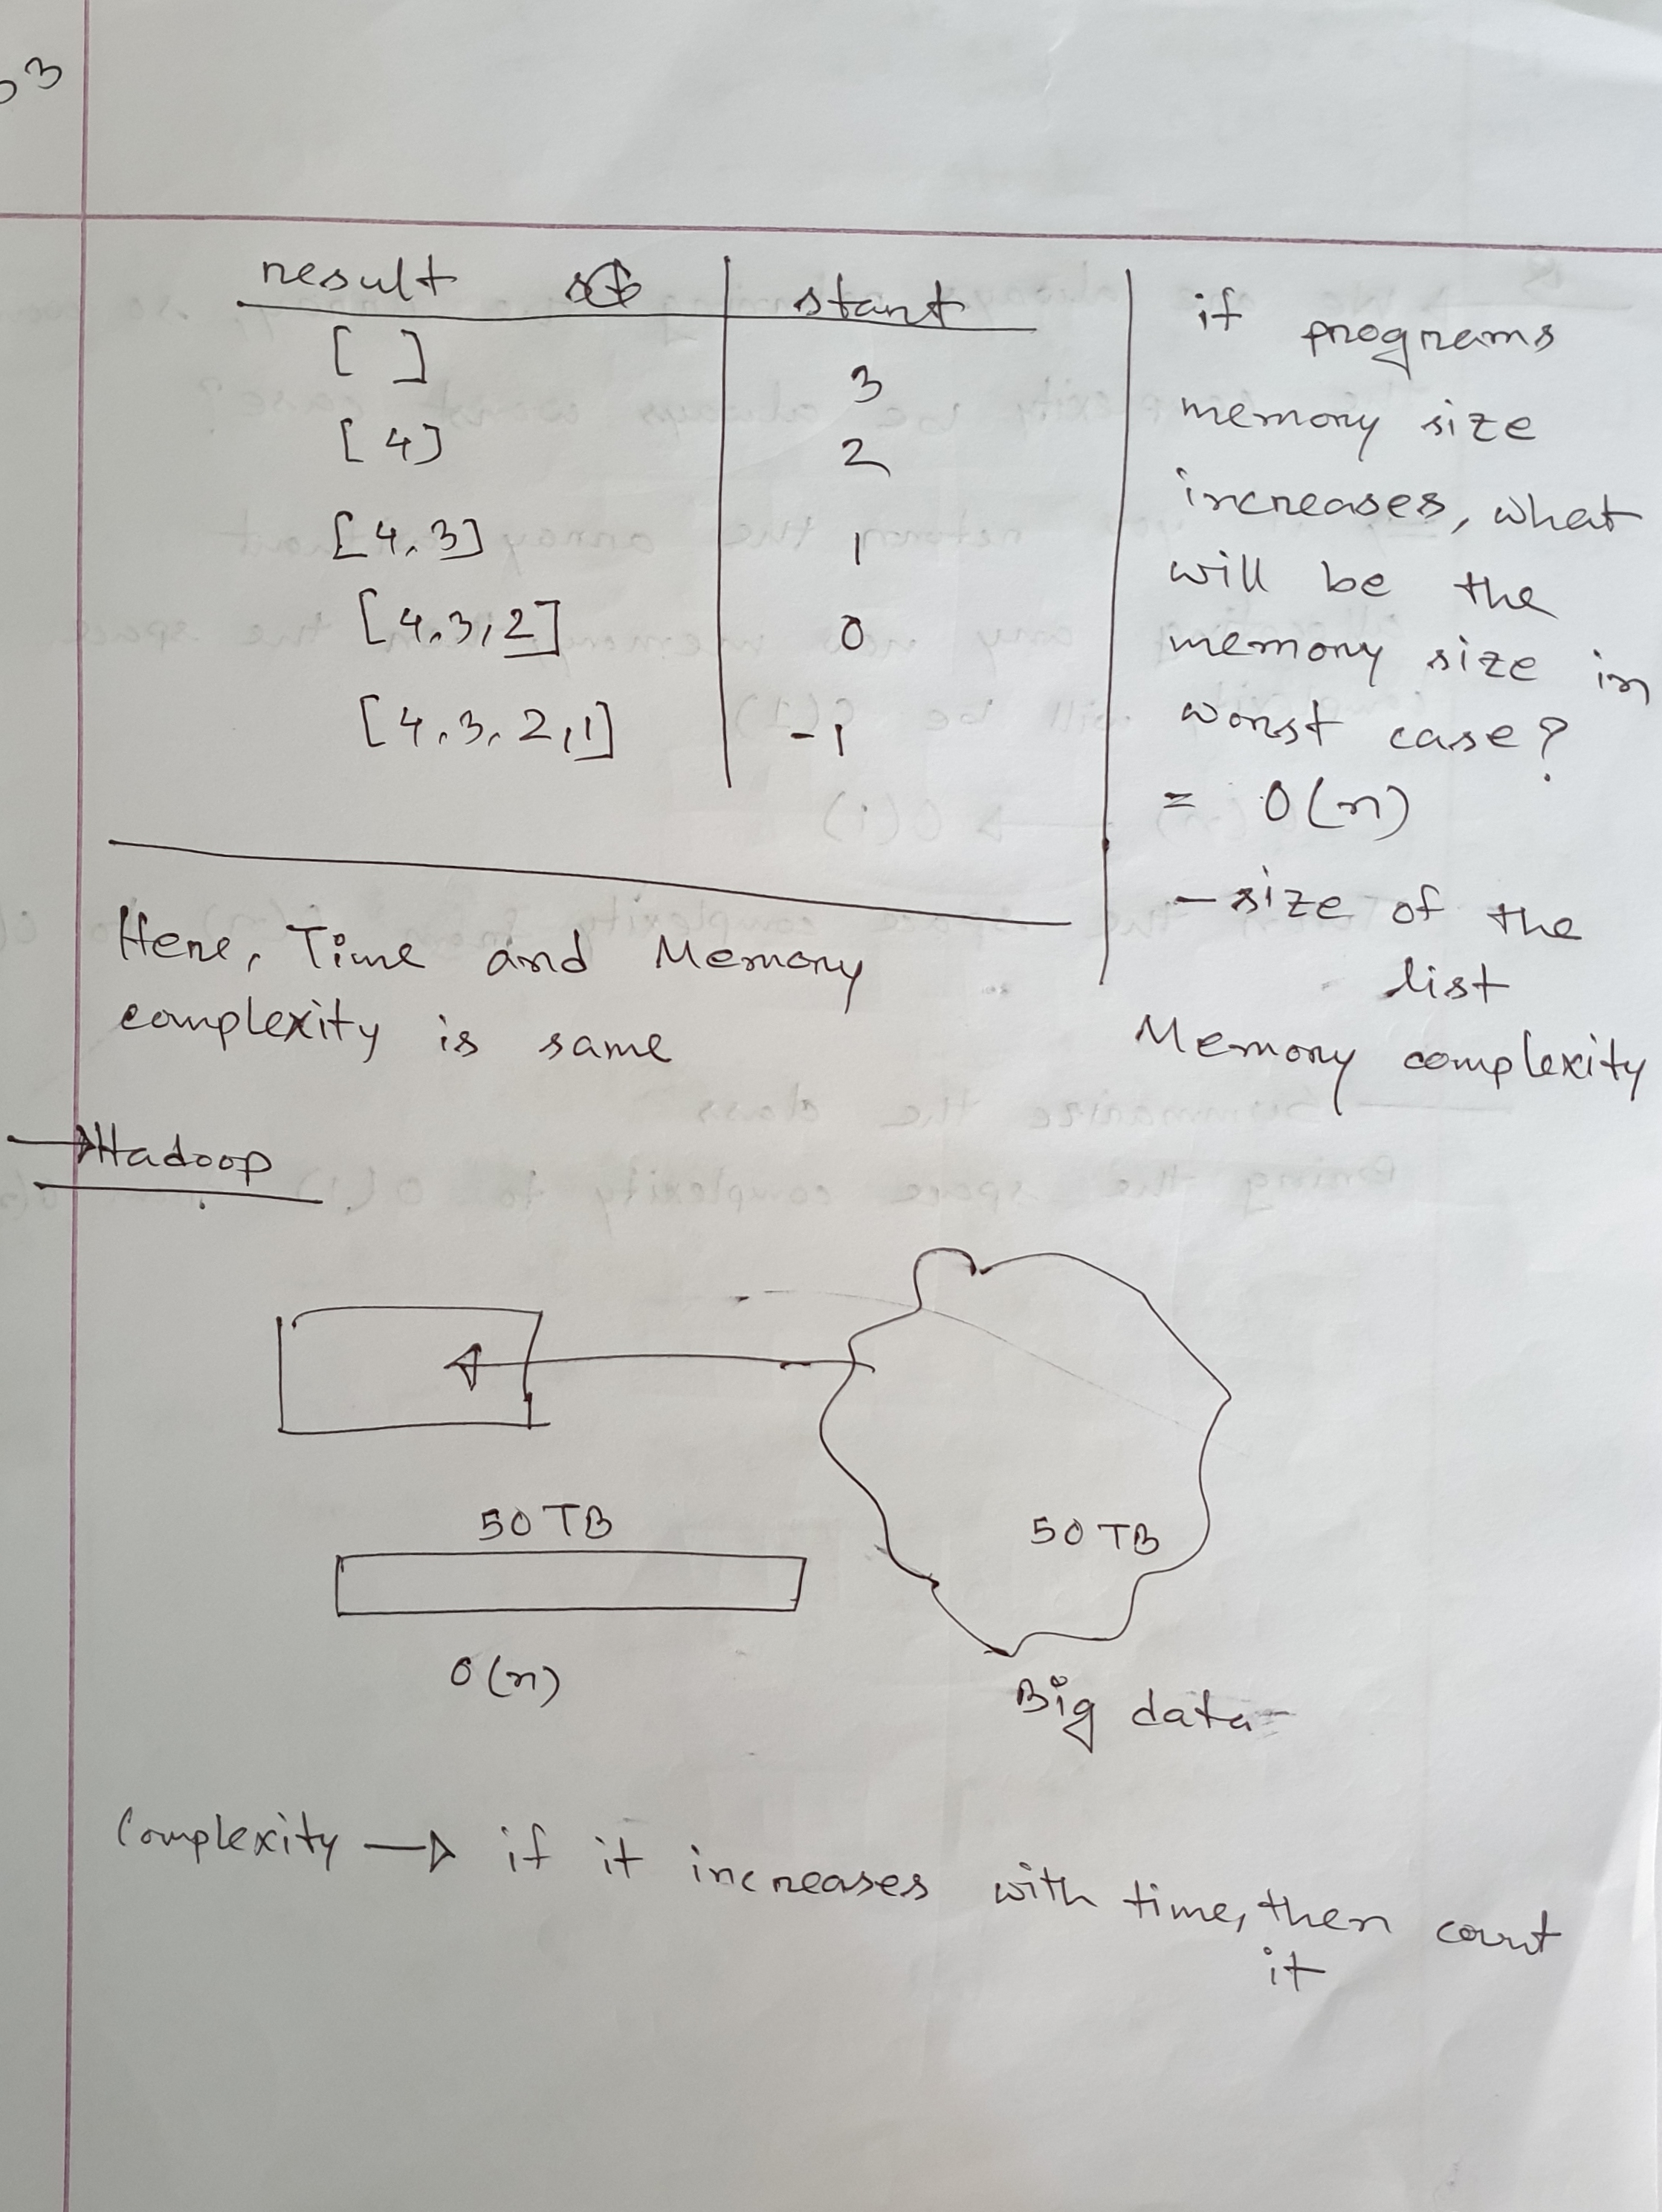 03
result start
[ ] 3
[4] 2
[4,3] 1
[4,3,2] 0
[4,3,2,1] -1
if programs
memory size
increases, what
will be the
memory size in
worst case?
= O(n)
- size of the
list
Memory complexity
Here, Time and Memory
complexity is same
→ Hadoop
50 TB
50 TB
O(n)
Big data
Complexity → if it increases with time, then count
it